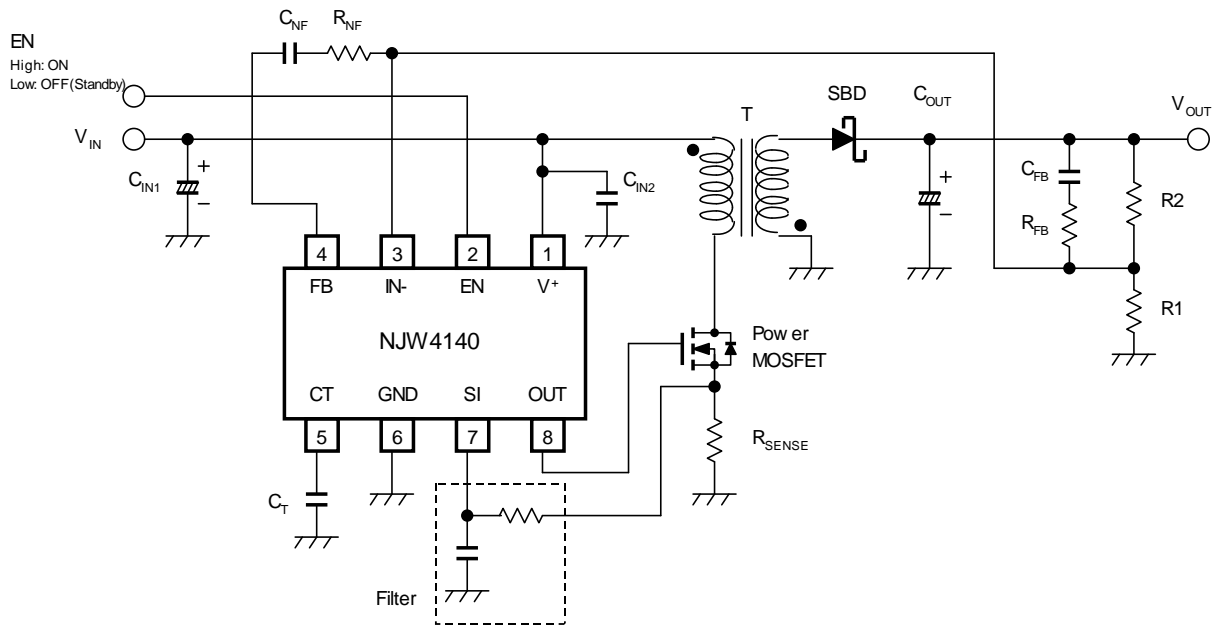 C_NF
R_NF
EN
High: ON
Low: OFF(Standby)
V_IN
T
SBD
C_OUT
V_OUT
C_IN1
+
−
C_IN2
+
−
C_FB
R_FB
R2
R1
4
3
2
1
FB
IN-
EN
V+
NJW4140
Power
MOSFET
CT
GND
SI
OUT
5
6
7
8
R_SENSE
C_T
Filter